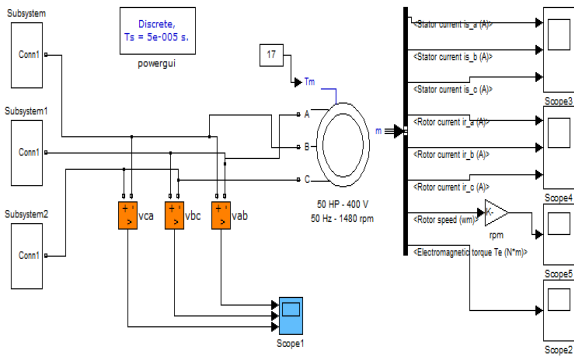 Subsystem
Conn1
Subsystem1
Conn1
Subsystem2
Conn1
Discrete,
Ts = 5e-005 s.
powergui
17
Tm
A
B
C
m
50 HP - 400 V
50 Hz - 1480 rpm
vca
vbc
vab
Scope1
<Stator current is_a (A)>
<Stator current is_b (A)>
<Stator current is_c (A)>
<Rotor current ir_a (A)>
<Rotor current ir_b (A)>
<Rotor current ir_c (A)>
<Rotor speed (wm)>
<Electromagnetic torque Te (N*m)>
K-
rpm
Scope3
Scope4
Scope5
Scope2